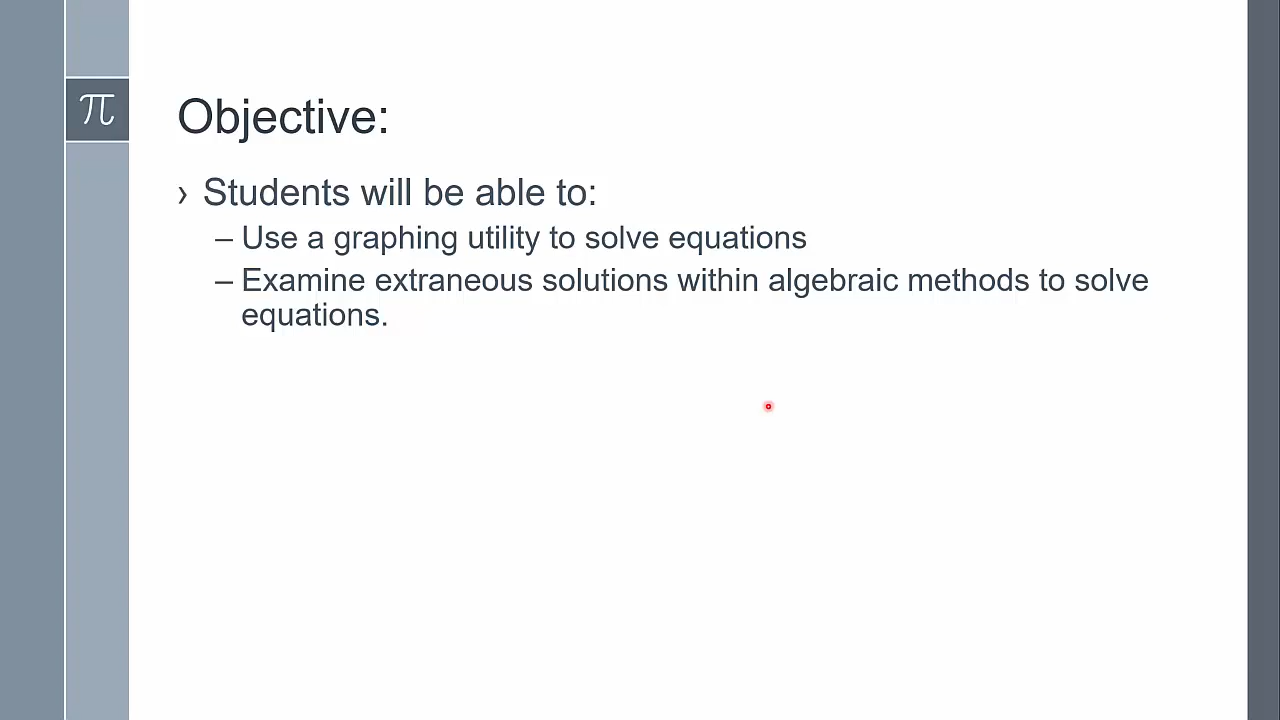 π
Objective:
› Students will be able to:
– Use a graphing utility to solve equations
– Examine extraneous solutions within algebraic methods to solve
equations.